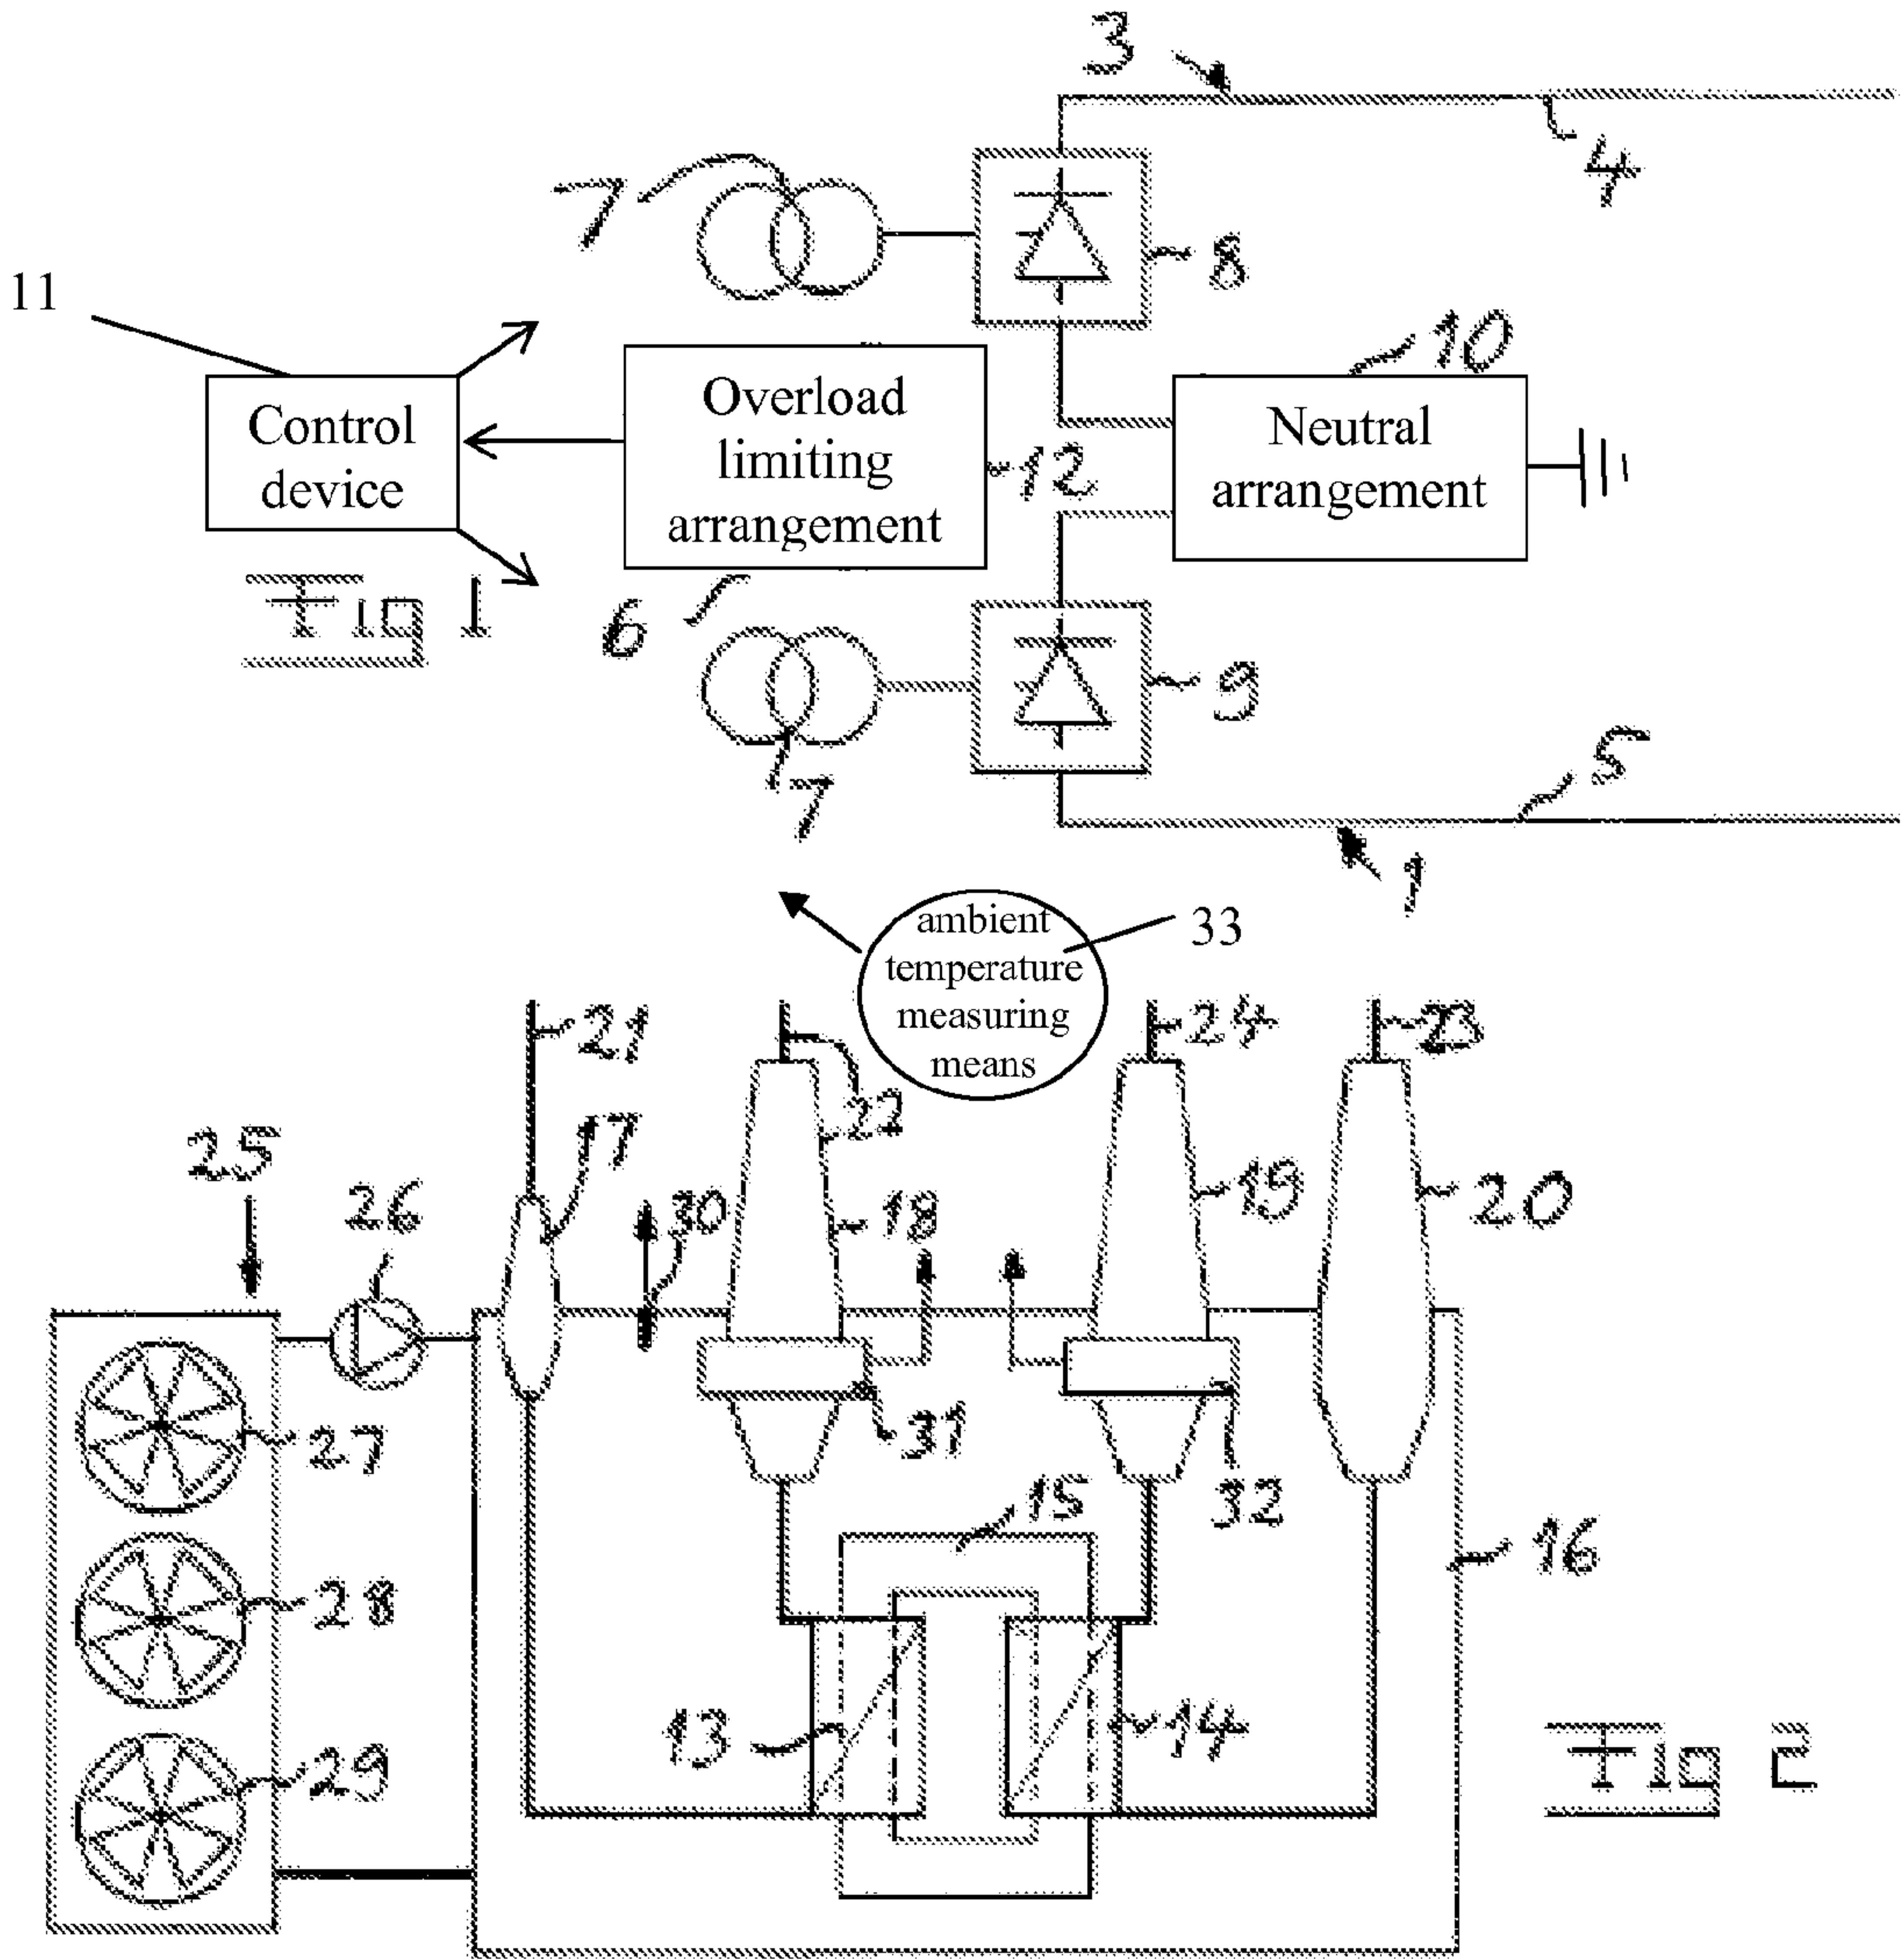 3
4
7
8
11
10
Control
device
Overload
limiting
arrangement
12
Neutral
arrangement
Fig 1
6
9
7
5
1
ambient
temperature
measuring
means
33
21
22
24
23
25
26
17
30
18
19
20
27
31
32
15
28
16
13
14
29
Fig 2